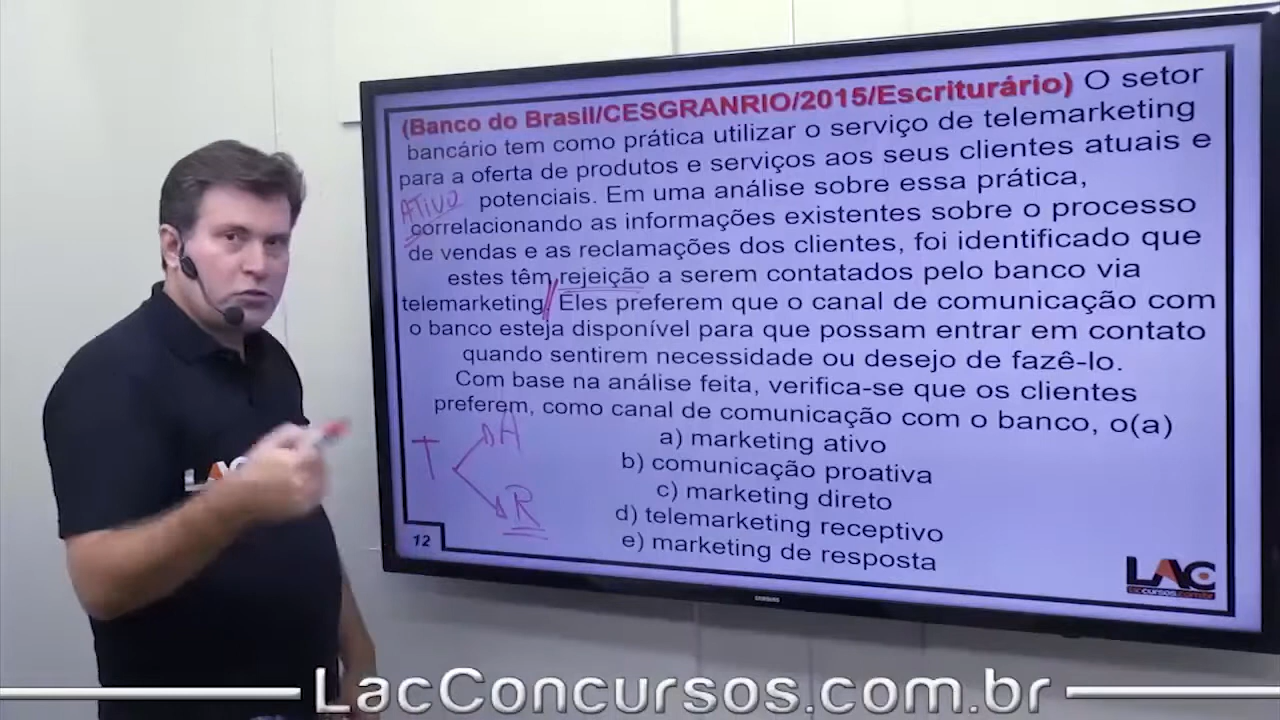 (Banco do Brasil/CESGRANRIO/2015/Escriturário) O setor
bancário tem como prática utilizar o serviço de telemarketing
para a oferta de produtos e serviços aos seus clientes atuais e
potenciais. Em uma análise sobre essa prática,
ATIVO
correlacionando as informações existentes sobre o processo
de vendas e as reclamações dos clientes, foi identificado que
estes têm rejeição a serem contatados pelo banco via
telemarketing. Eles preferem que o canal de comunicação com
o banco esteja disponível para que possam entrar em contato
quando sentirem necessidade ou desejo de fazê-lo.
Com base na análise feita, verifica-se que os clientes
preferem, como canal de comunicação com o banco, o(a)
a) marketing ativo
b) comunicação proativa
c) marketing direto
d) telemarketing receptivo
e) marketing de resposta
T
A
R
12
LAC
laccursos.com.br
LAC
LacConcursos.com.br